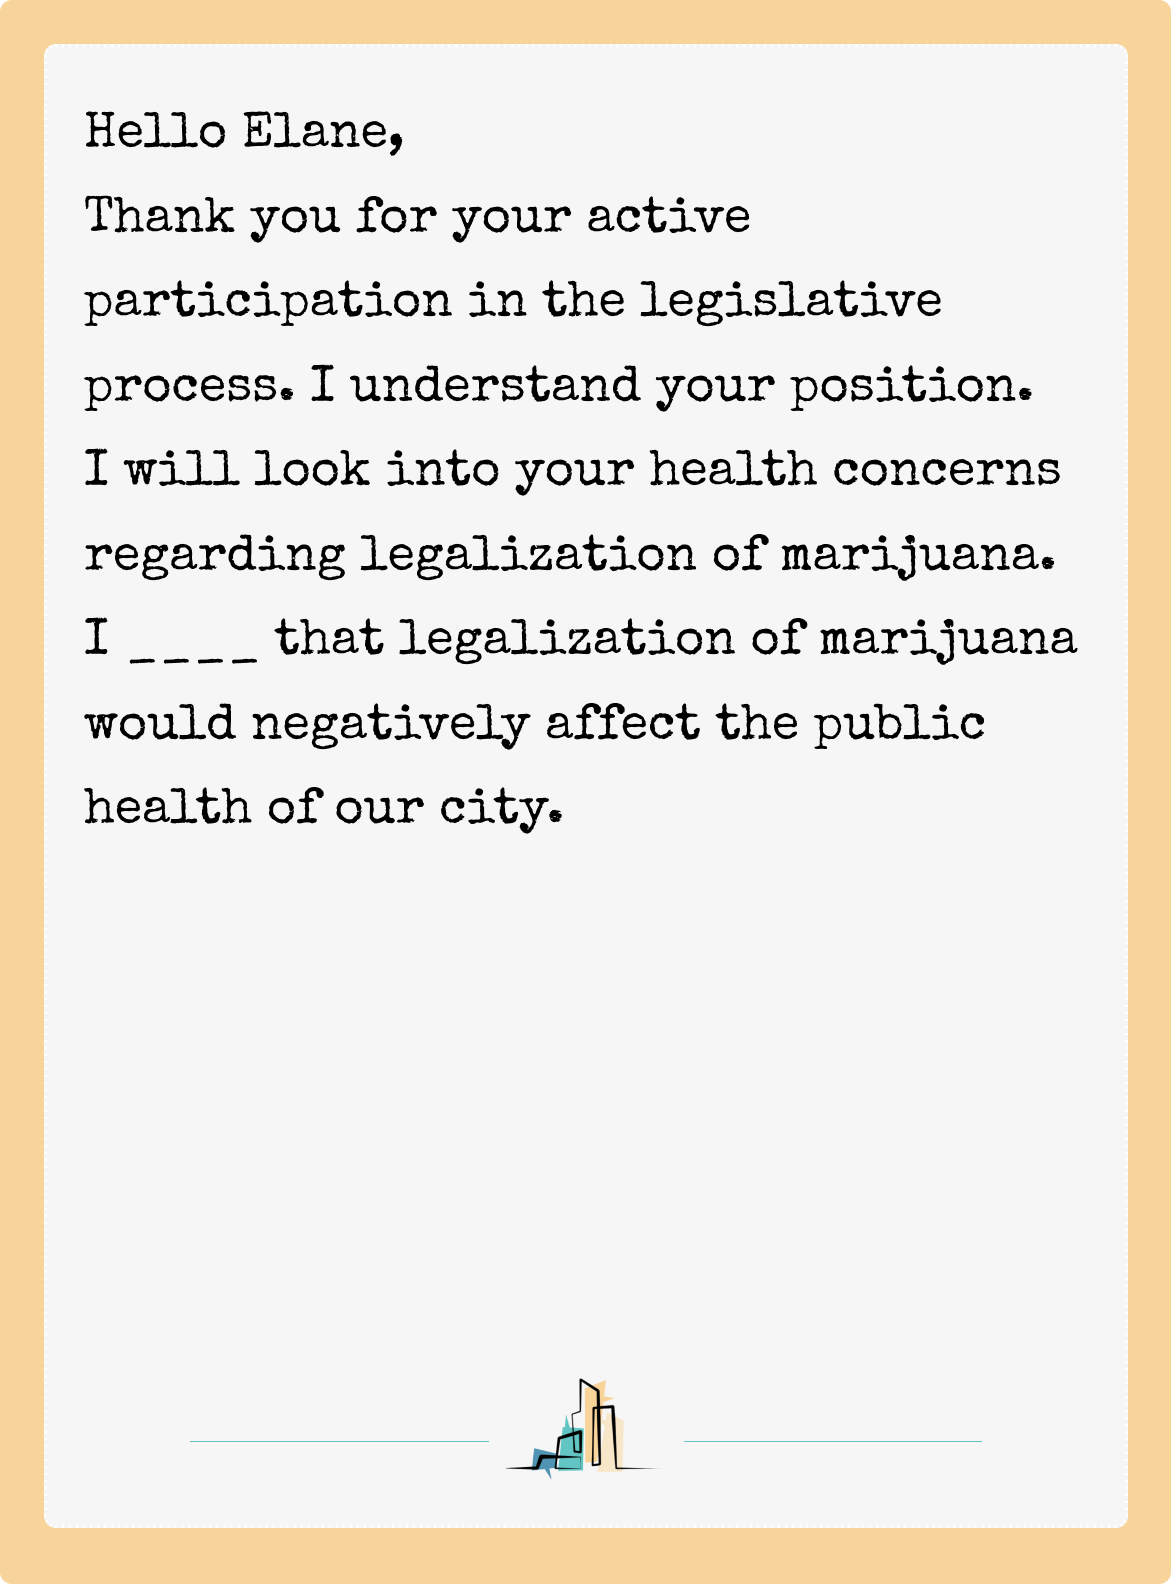 Hello Elane,
Thank you for your active
participation in the legislative
process. I understand your position.
I will look into your health concerns
regarding legalization of marijuana.
I ____ that legalization of marijuana
would negatively affect the public
health of our city.